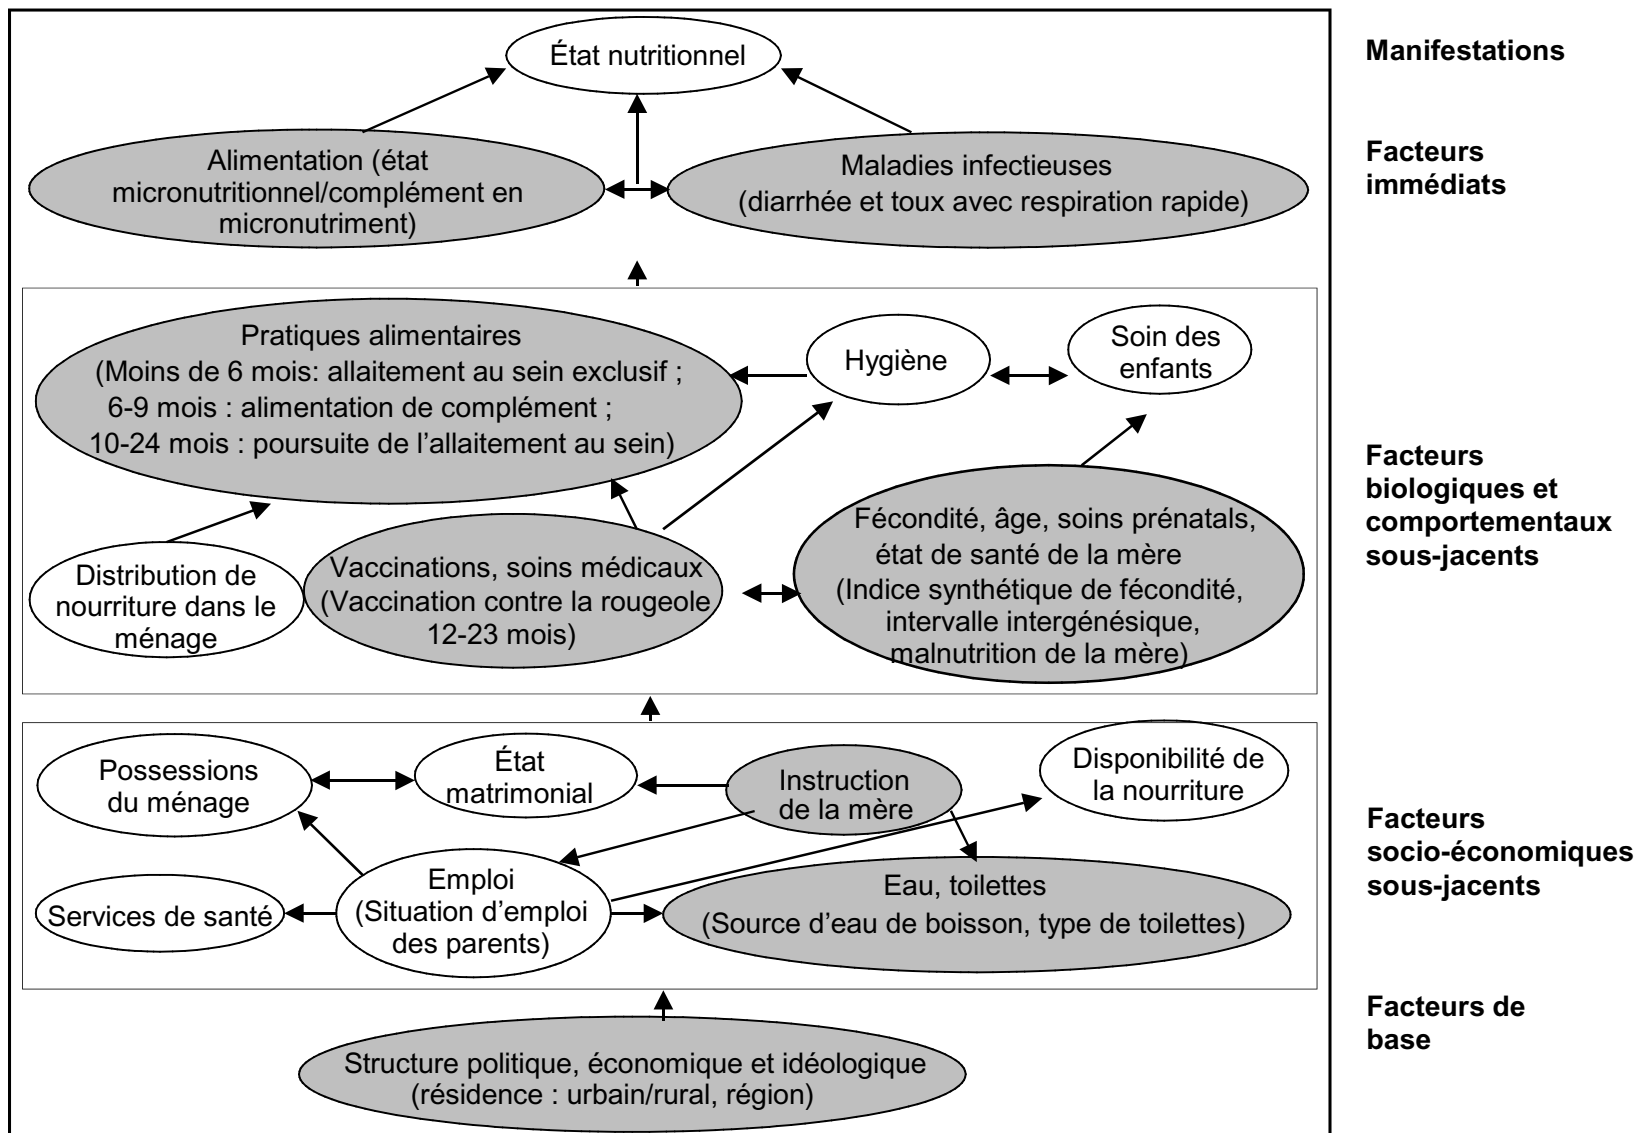 État nutritionnel
Manifestations
Alimentation (état
micronutritionnel/complément en
micronutriment)
Maladies infectieuses
(diarrhée et toux avec respiration rapide)
Facteurs
immédiats
Pratiques alimentaires
(Moins de 6 mois: allaitement au sein exclusif ;
6-9 mois : alimentation de complément ;
10-24 mois : poursuite de l’allaitement au sein)
Hygiène
Soin des
enfants
Distribution de
nourriture dans le
ménage
Vaccinations, soins médicaux
(Vaccination contre la rougeole
12-23 mois)
Fécondité, âge, soins prénatals,
état de santé de la mère
(Indice synthétique de fécondité,
intervalle intergénésique,
malnutrition de la mère)
Facteurs
biologiques et
comportementaux
sous-jacents
Possessions
du ménage
État
matrimonial
Instruction
de la mère
Disponibilité de
la nourriture
Services de santé
Emploi
(Situation d’emploi
des parents)
Eau, toilettes
(Source d’eau de boisson, type de toilettes)
Facteurs
socio-économiques
sous-jacents
Structure politique, économique et idéologique
(résidence : urbain/rural, région)
Facteurs de
base